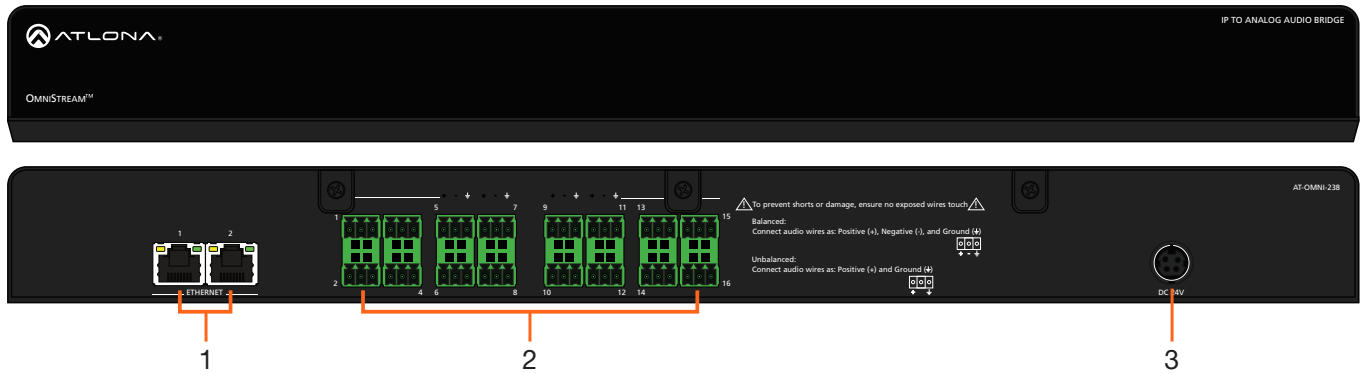 IP TO ANALOG AUDIO BRIDGE
ATLONA®
OMNISTREAM™
AT-OMNI-238
+ - ⏚ + - ⏚ + - ⏚ + - ⏚
5 7 9 11 13
1 15
To prevent shorts or damage, ensure no exposed wires touch
Balanced:
Connect audio wires as: Positive (+), Negative (-), and Ground (⏚)
+ - ⏚
1 2
Unbalanced:
Connect audio wires as: Positive (+) and Ground (⏚)
+ ⏚
2 4 6 8 10 12 14 16
ETHERNET
DC 24V
1 2 3